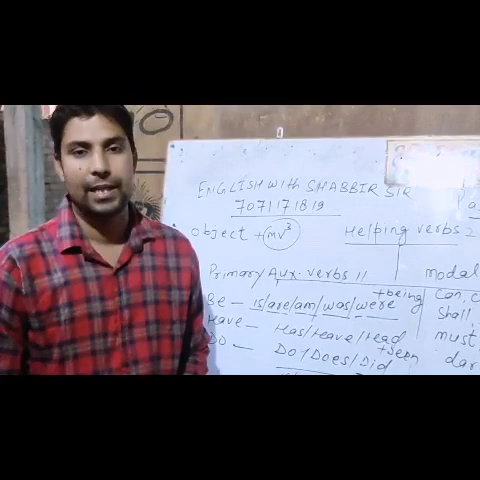 ENGLISH with SHABBIR SIR
7071171819
Object + mv³
Helping verbs =
Primary Aux. verbs 11
modal
Be – is/are/am/was/were +being
Have – Has/Have/Had +been
DO – Do/Does/Did
can, c
shall,
must
dar